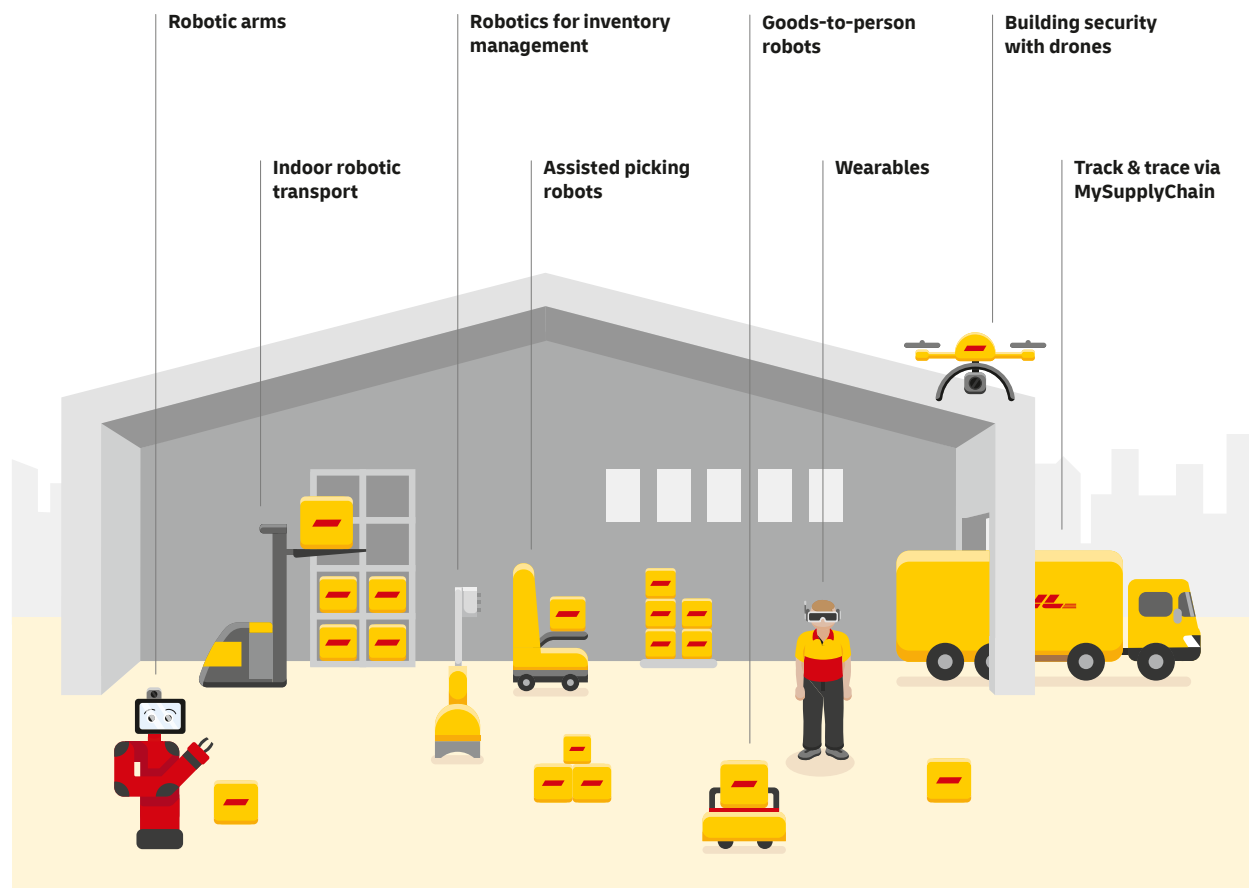 Robotic arms
Robotics for inventory
management
Goods-to-person
robots
Building security
with drones
Indoor robotic
transport
Assisted picking
robots
Wearables
Track & trace via
MySupplyChain